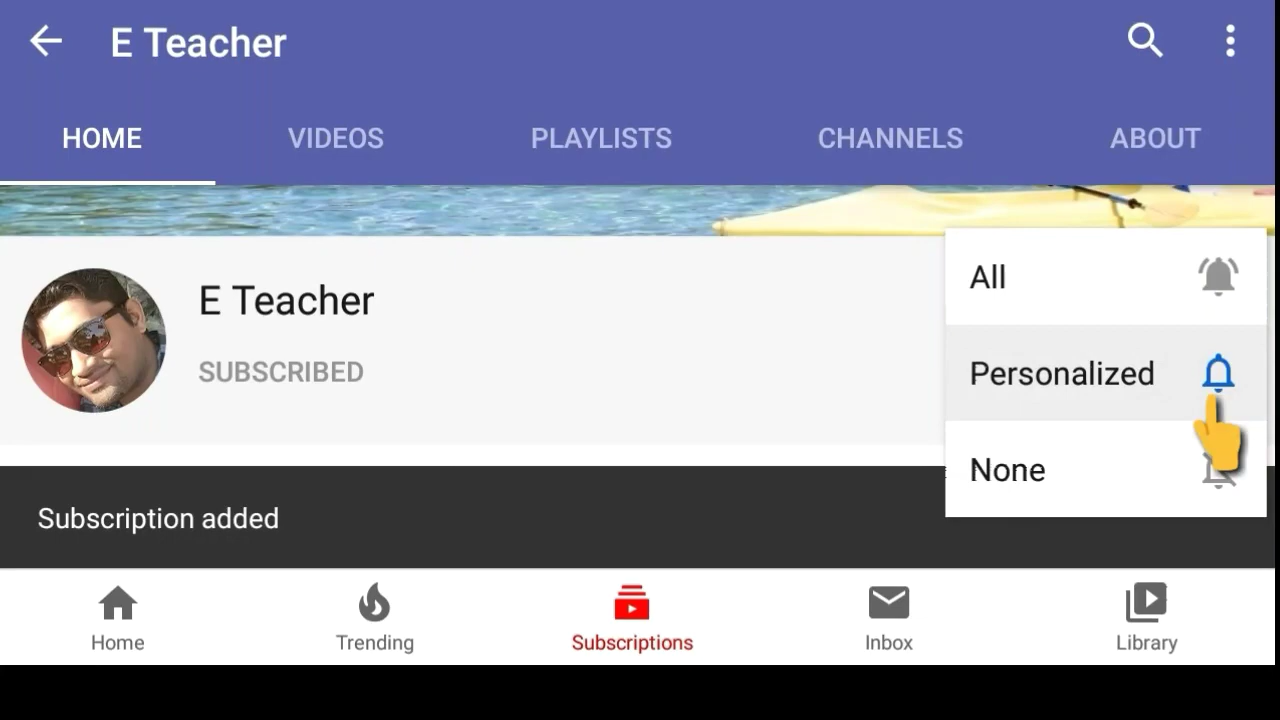 E Teacher
HOME VIDEOS PLAYLISTS CHANNELS ABOUT
E Teacher
SUBSCRIBED
All
Personalized
None
Subscription added
Home Trending Subscriptions Inbox Library